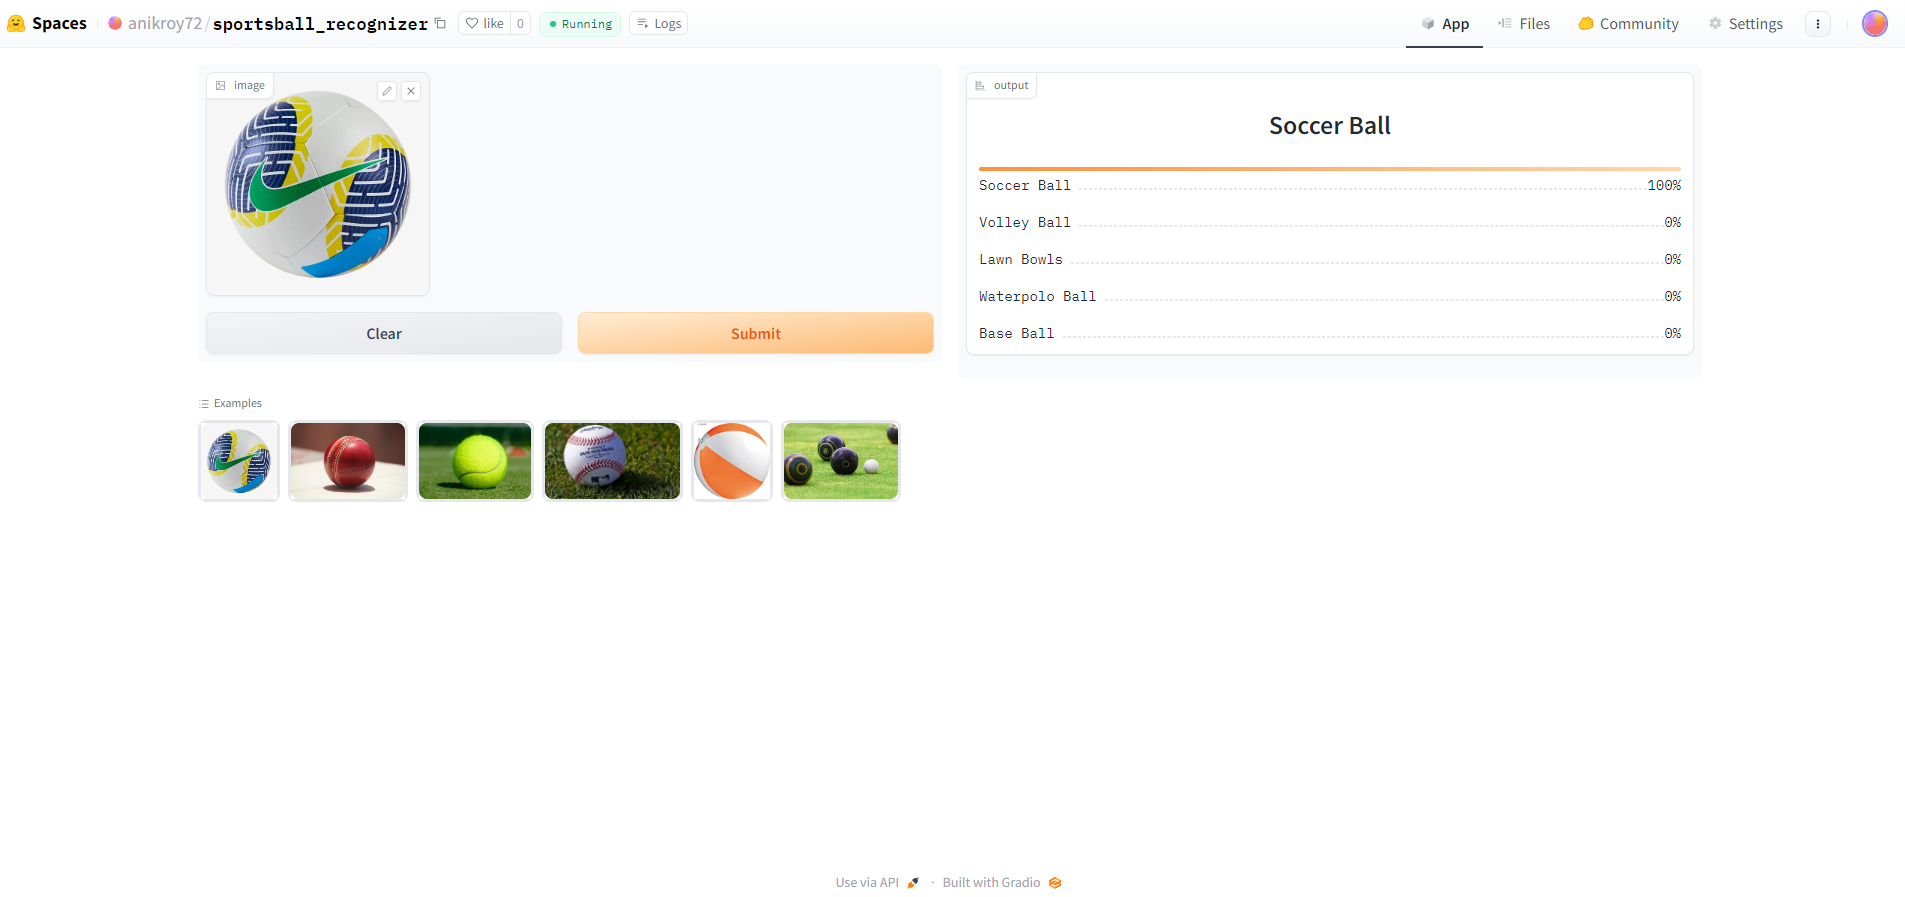 Spaces anikroy72/sportsball_recognizer like 0 Running Logs App Files Community Settings
image
output
Soccer Ball
Soccer Ball 100%
Volley Ball 0%
Lawn Bowls 0%
Waterpolo Ball 0%
Base Ball 0%
Clear Submit
Examples
Use via API · Built with Gradio